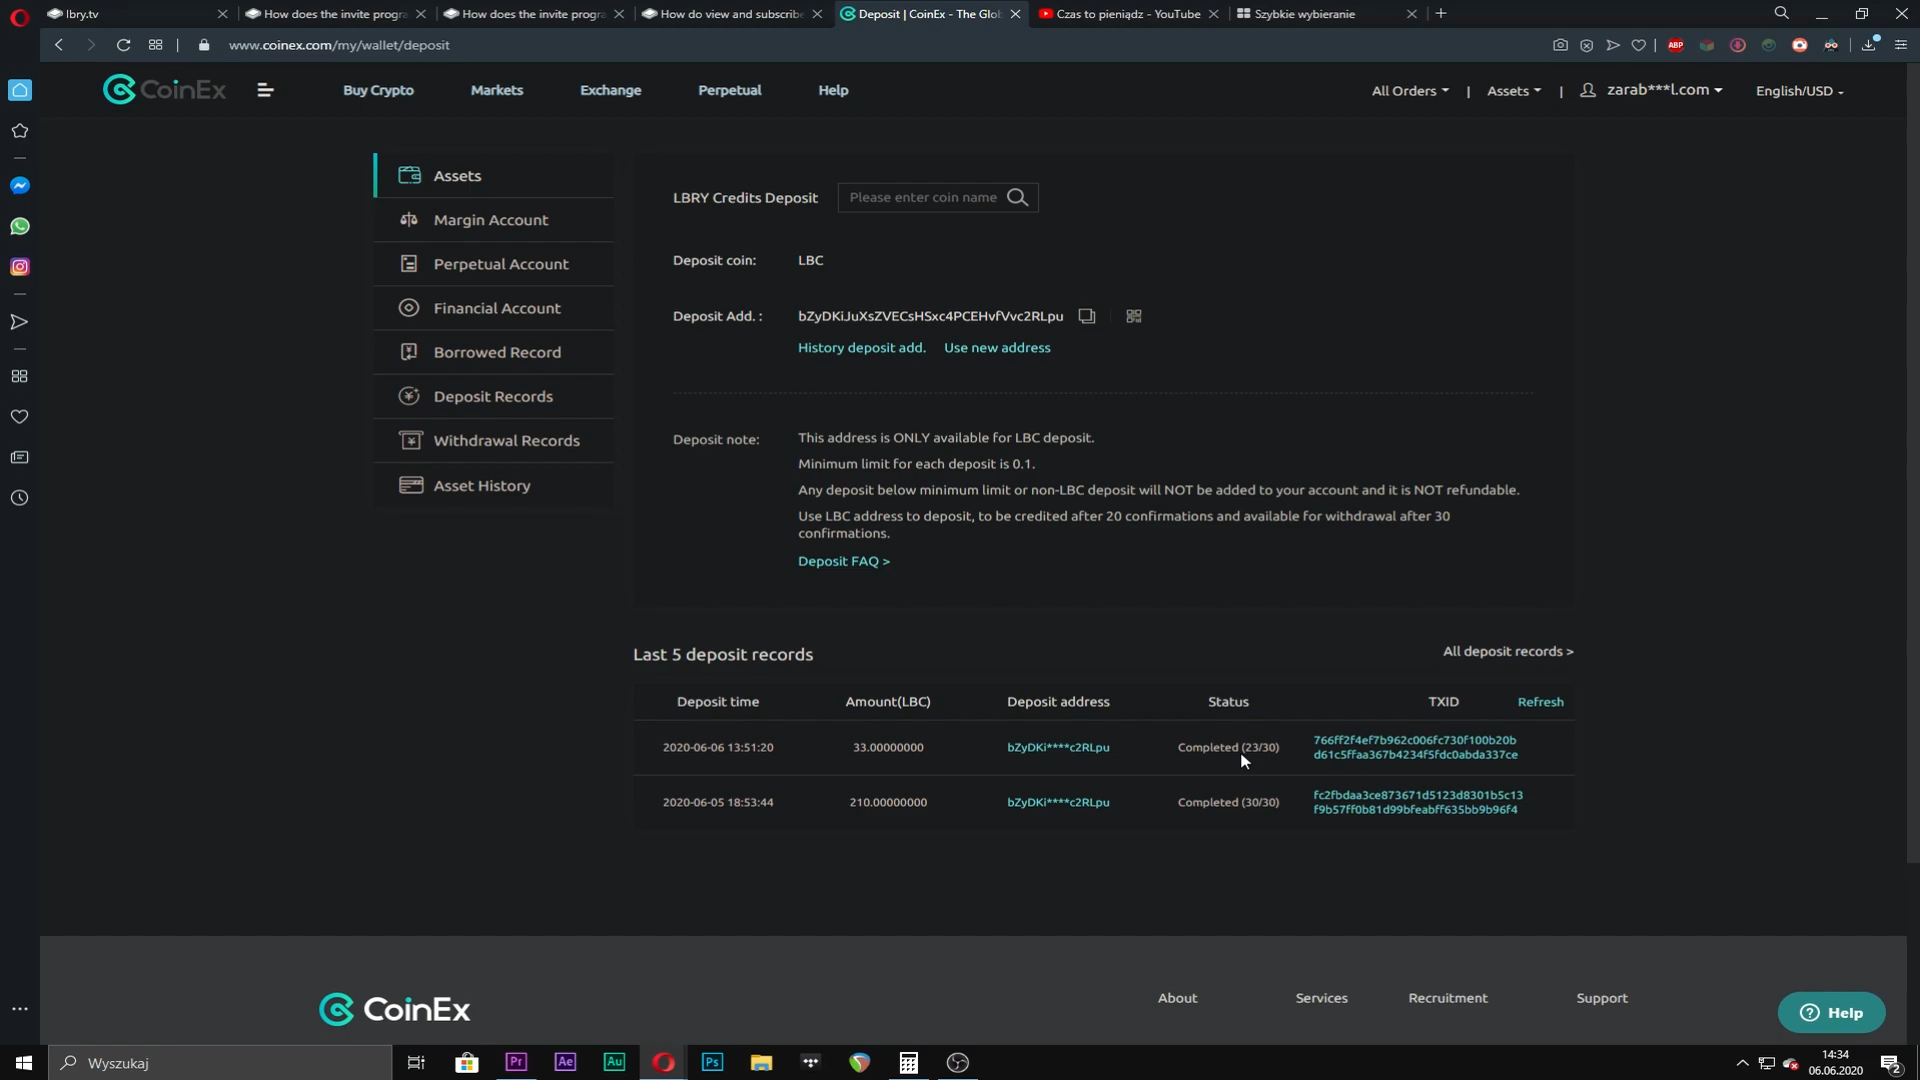 lbry.tv
How does the invite progra
How does the invite progra
How do view and subscribe
Deposit | CoinEx - The Glob
Czas to pieniądz - YouTube
Szybkie wybieranie
www.coinex.com/my/wallet/deposit
ABP
CoinEx
Buy Crypto
Markets
Exchange
Perpetual
Help
All Orders
Assets
zarab***l.com
English/USD
Assets
Margin Account
Perpetual Account
Financial Account
Borrowed Record
Deposit Records
Withdrawal Records
Asset History
LBRY Credits Deposit
Please enter coin name
Deposit coin:
LBC
Deposit Add. :
bZyDKiJuXsZVECsHSxc4PCEHvfVvc2RLpu
History deposit add.
Use new address
Deposit note:
This address is ONLY available for LBC deposit.
Minimum limit for each deposit is 0.1.
Any deposit below minimum limit or non-LBC deposit will NOT be added to your account and it is NOT refundable.
Use LBC address to deposit, to be credited after 20 confirmations and available for withdrawal after 30
confirmations.
Deposit FAQ >
Last 5 deposit records
All deposit records >
Deposit time
Amount(LBC)
Deposit address
Status
TXID
Refresh
2020-06-06 13:51:20
33.00000000
bZyDKi****c2RLpu
Completed (23/30)
766ff2f4ef7b962c006fc730f100b20b
d61c5ffaa367b4234f5fdc0abda337ce
2020-06-05 18:53:44
210.00000000
bZyDKi****c2RLpu
Completed (30/30)
fc2fbdaa3ce873671d5123d8301b5c13
f9b57ff0b81d99bfeabff635bb9b96f4
CoinEx
About
Services
Recruitment
Support
Help
Wyszukaj
Pr
Ae
Au
Ps
14:34
06.06.2020
2